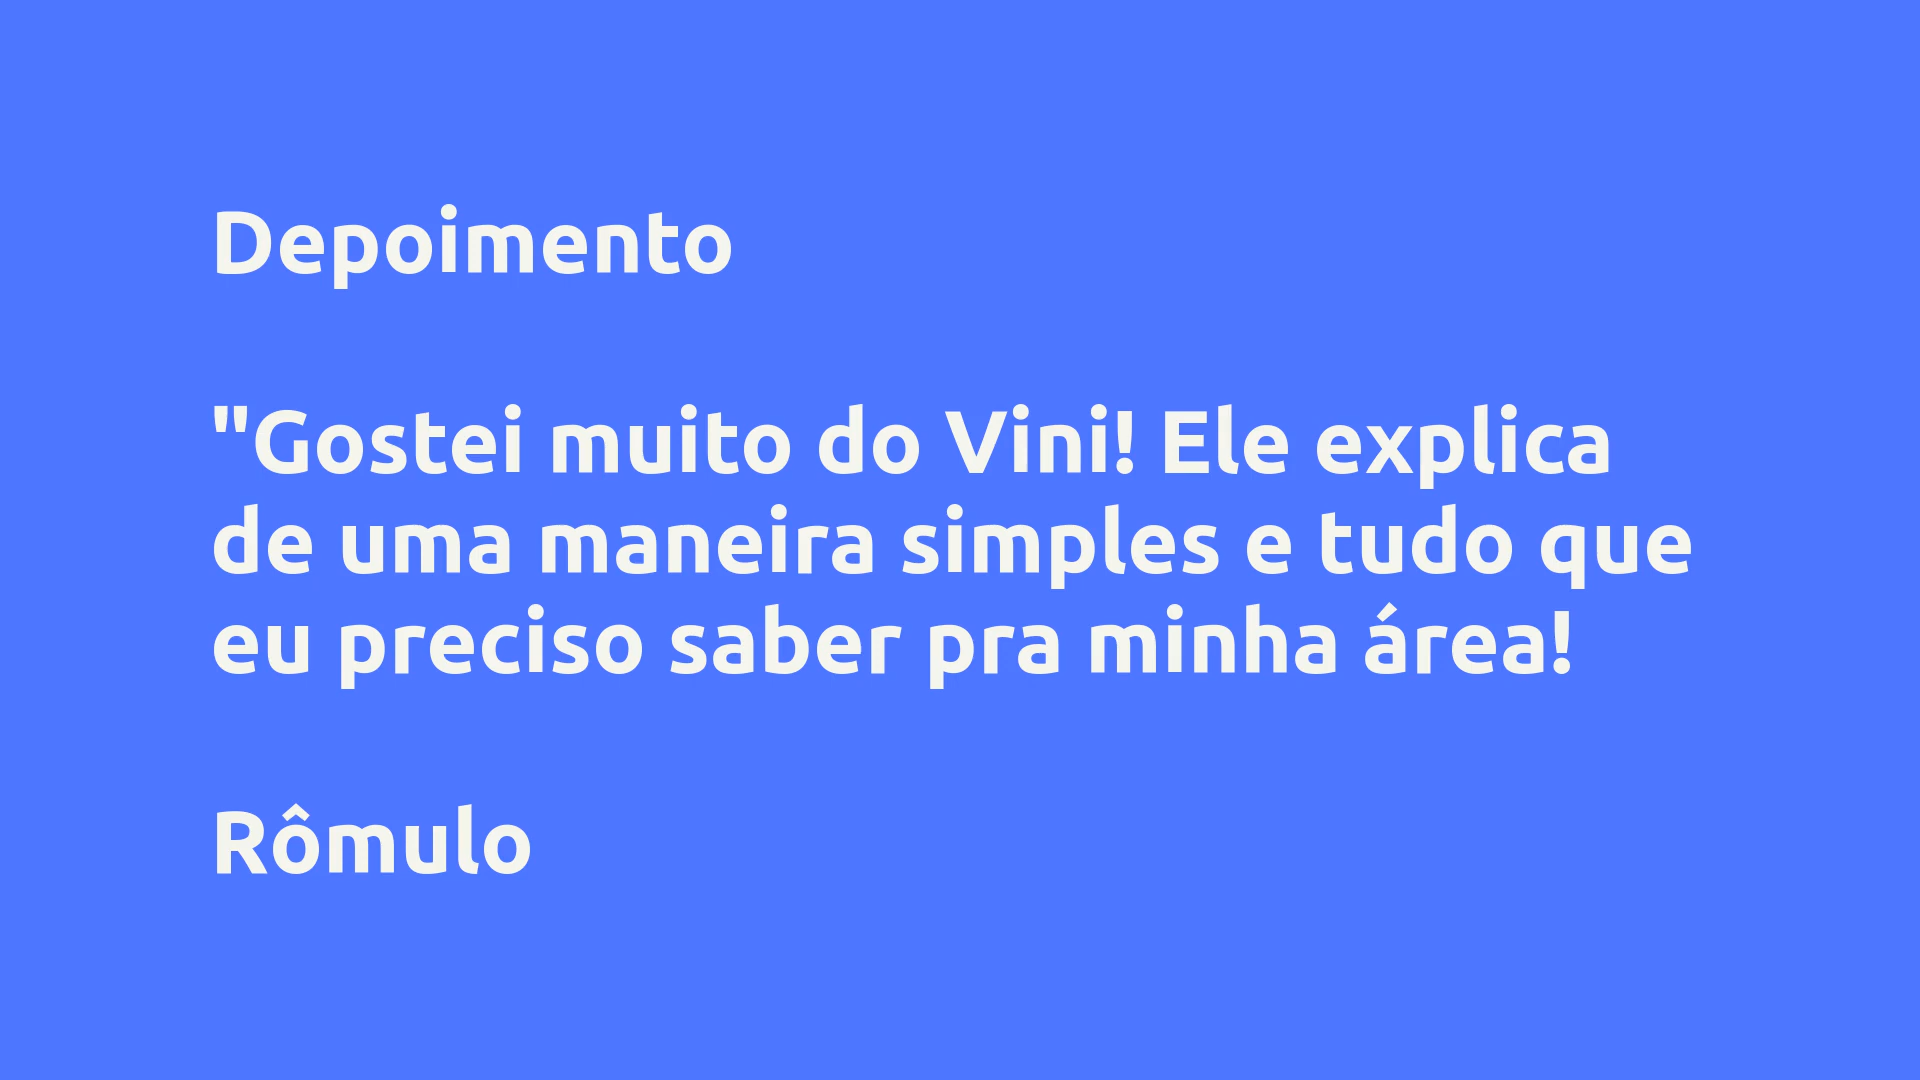 Depoimento
"Gostei muito do Vini! Ele explica
de uma maneira simples e tudo que
eu preciso saber pra minha área!
Rômulo